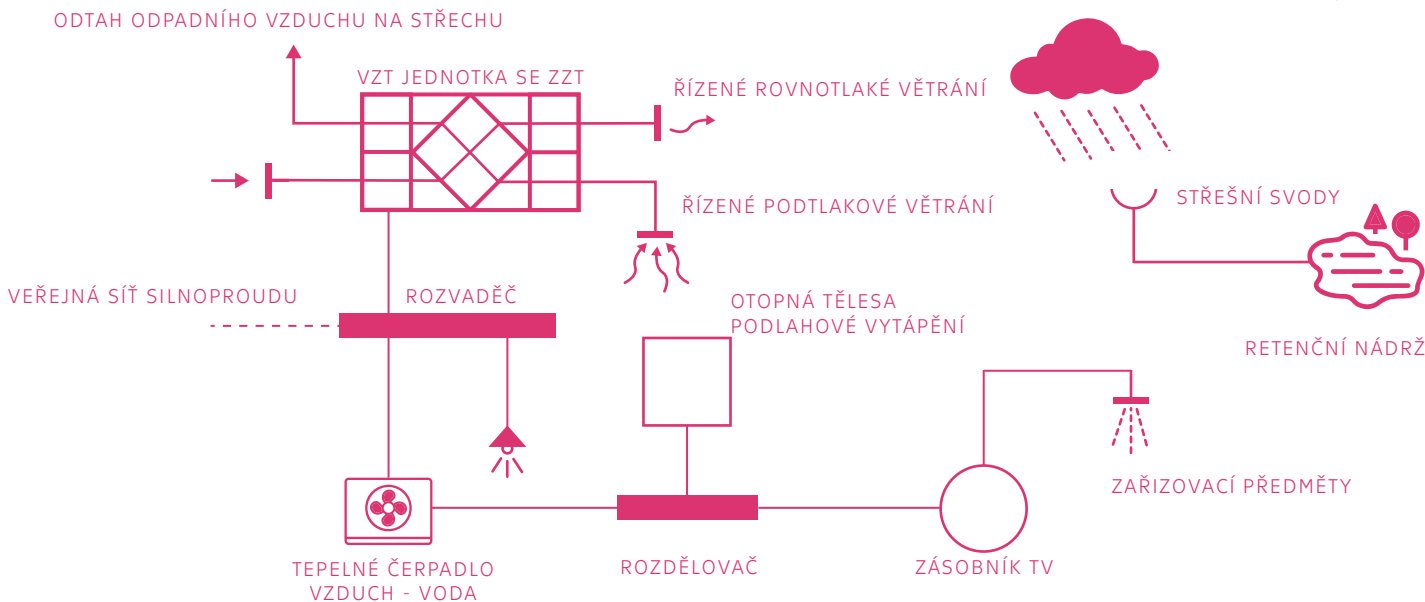 ODTAH ODPADNÍHO VZDUCHU NA STŘECHU
VZT JEDNOTKA SE ZZT
ŘÍZENÉ ROVNOTLAKÉ VĚTRÁNÍ
ŘÍZENÉ PODTLAKOVÉ VĚTRÁNÍ
STŘEŠNÍ SVODY
VEŘEJNÁ SÍŤ SILNOPROUDU
ROZVADĚČ
OTOPNÁ TĚLESA
PODLAHOVÉ VYTÁPĚNÍ
RETENČNÍ NÁDRŽ
ZAŘIZOVACÍ PŘEDMĚTY
TEPELNÉ ČERPADLO
VZDUCH - VODA
ROZDĚLOVAČ
ZÁSOBNÍK TV